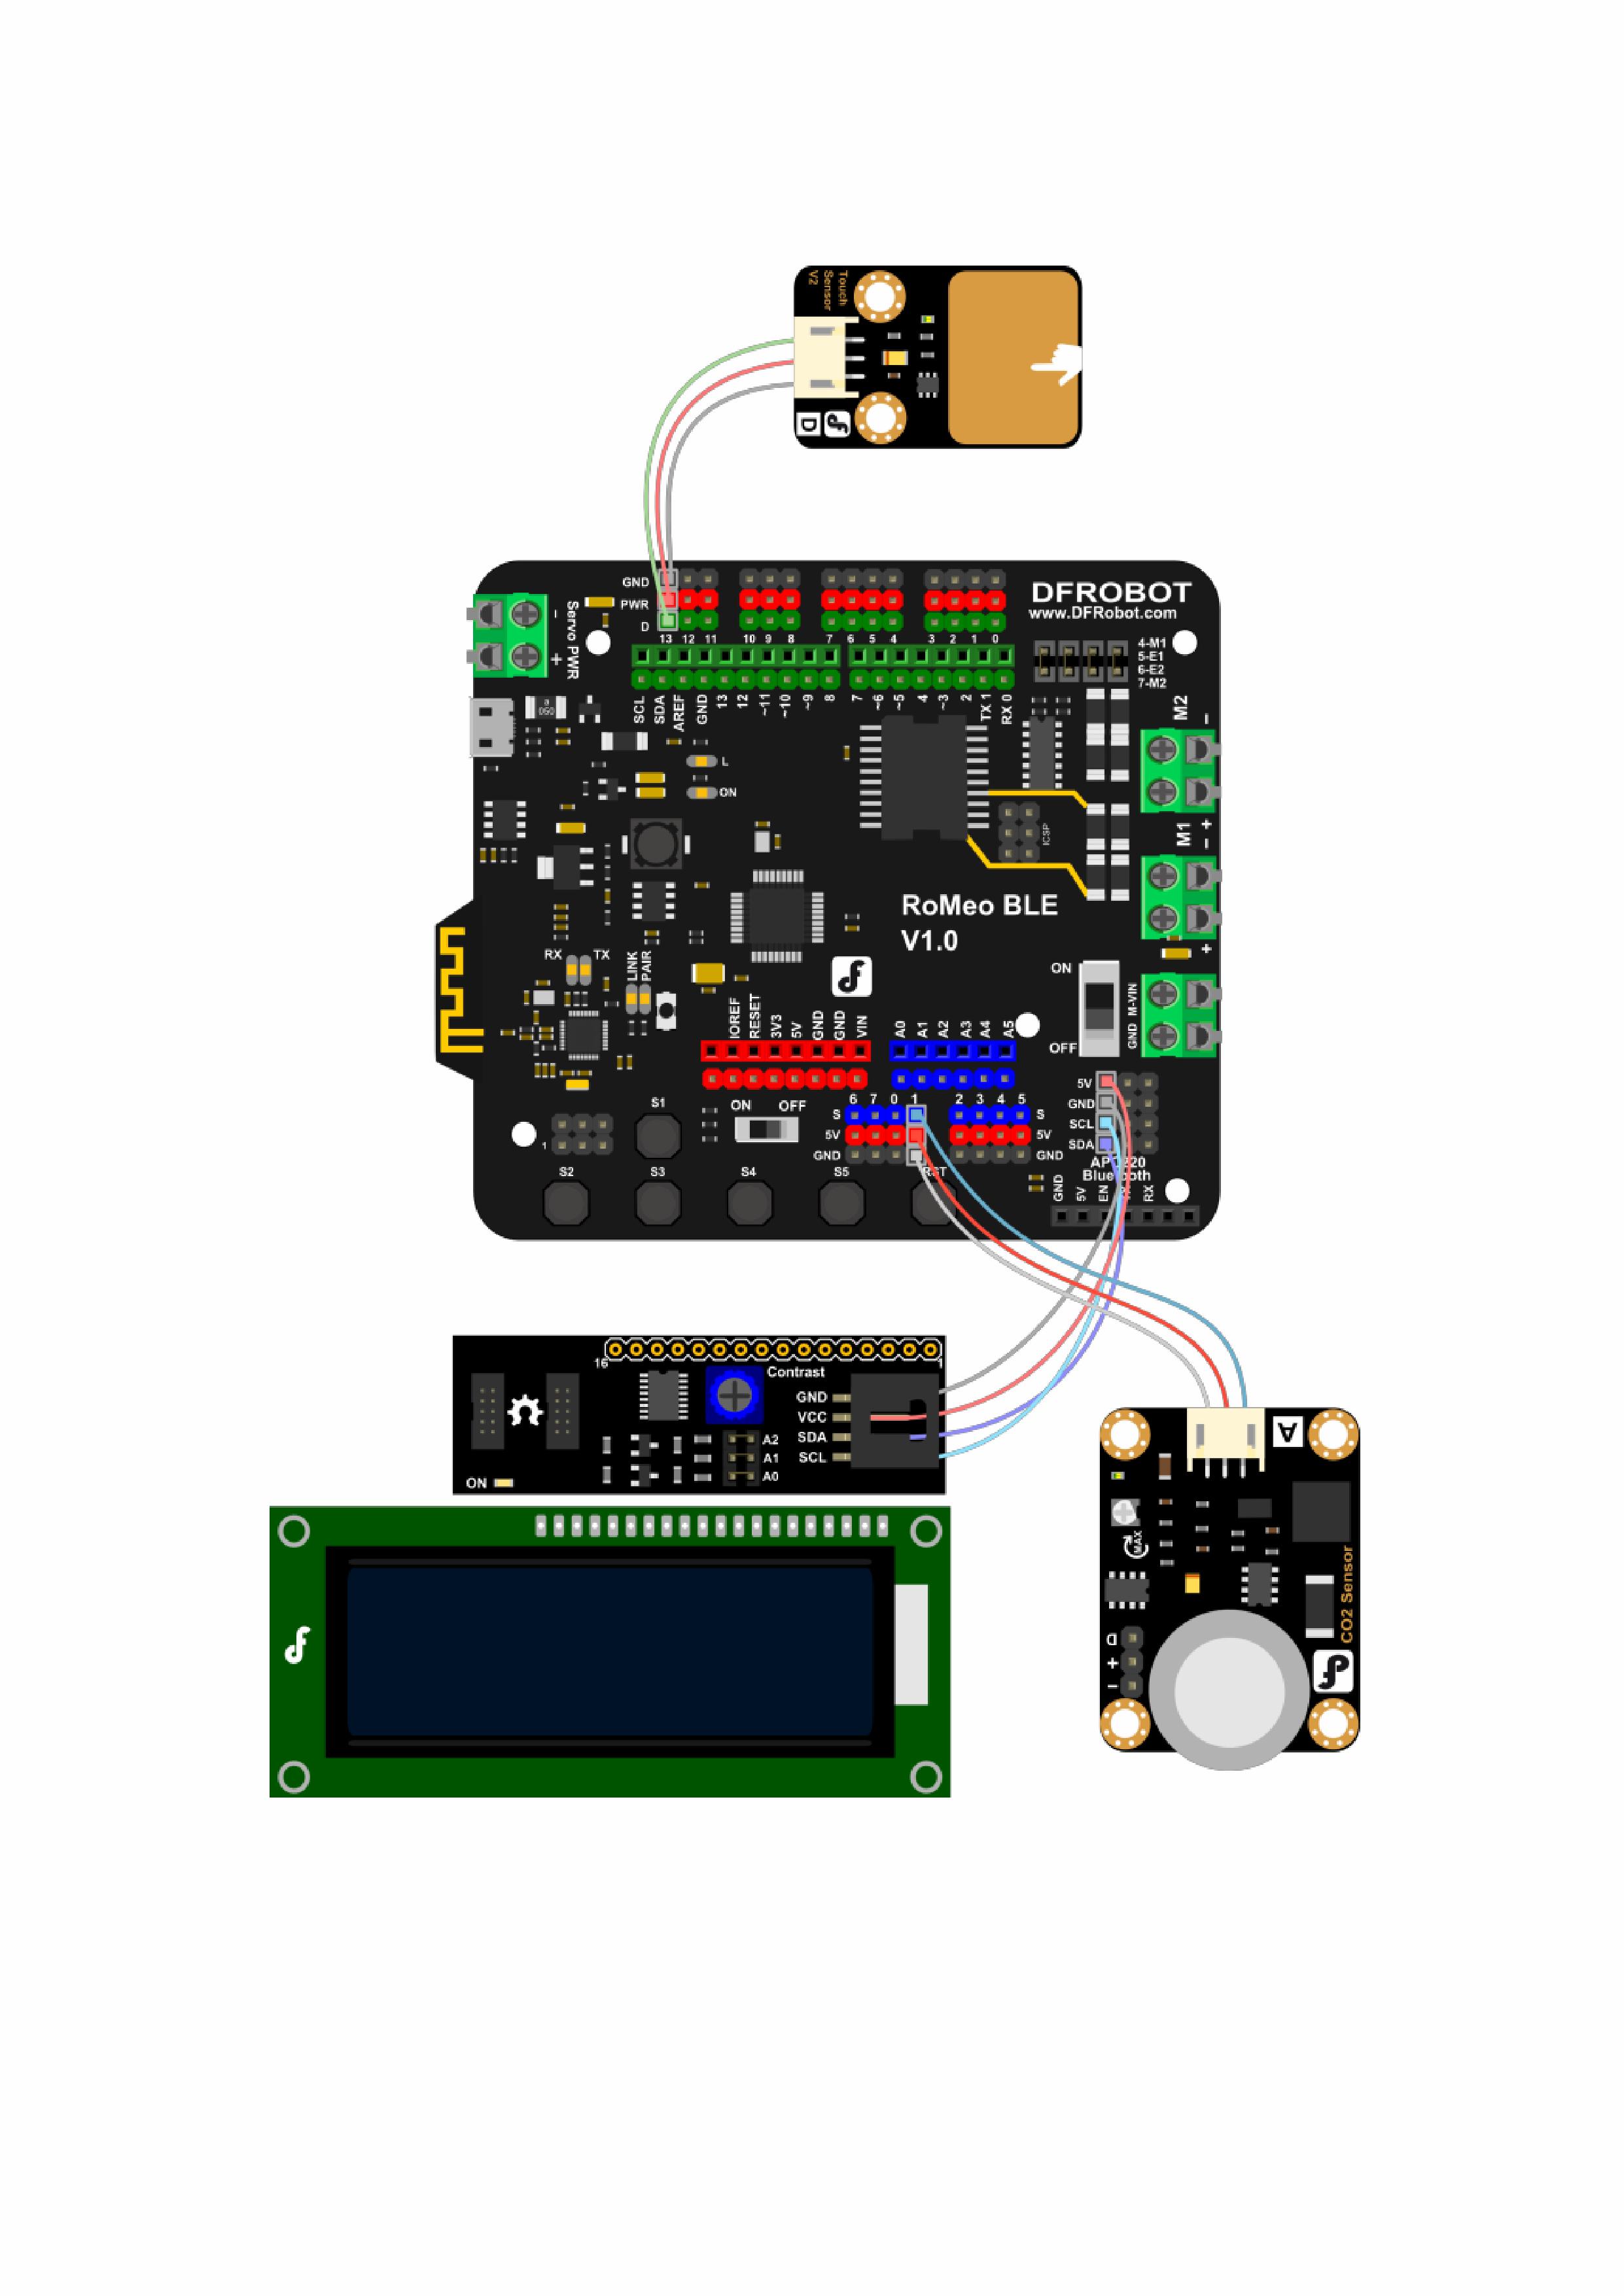 Touch
Sensor
V2
D
GND
PWR
D
13 12 11 10 9 8 7 6 5 4 3 2 1 0
DFROBOT
www.DFRobot.com
Servo PWR
-
+
4-M1
5-E1
6-E2
7-M2
SCL SDA AREF GND 13 12 ~11 ~10 ~9 8 7 ~6 ~5 4 ~3 2 TX 1 RX 0
M2
-
+
L
ON
ICSP
M1
-
+
RoMeo BLE
V1.0
RX TX
LINK
PAIR
ON
OFF
M-VIN
GND
IOREF RESET 3V3 5V GND GND VIN
A0 A1 A2 A3 A4 A5
5V
GND
SCL
SDA
6 7 0 1 2 3 4 5
S S
5V 5V
GND GND
S1
ON OFF
1
S2 S3 S4 S5 RST
Bluetooth
GND 5V EN RX
16 1
Contrast
GND
VCC
SDA
SCL
A2
A1
A0
ON
A
MAX
CO2 Sensor
D
+
-